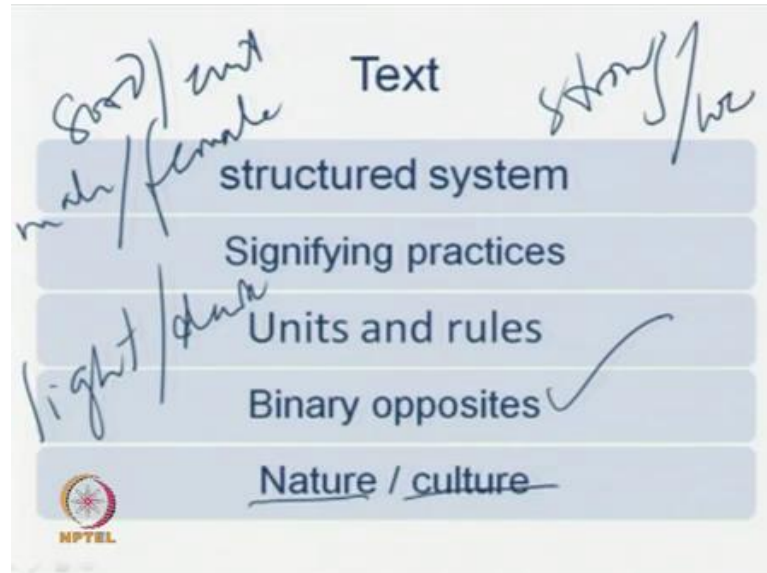 Text
good/evil
strong/we
male/female
structured system
Signifying practices
light/dark
Units and rules
Binary opposites
Nature / culture
NPTEL